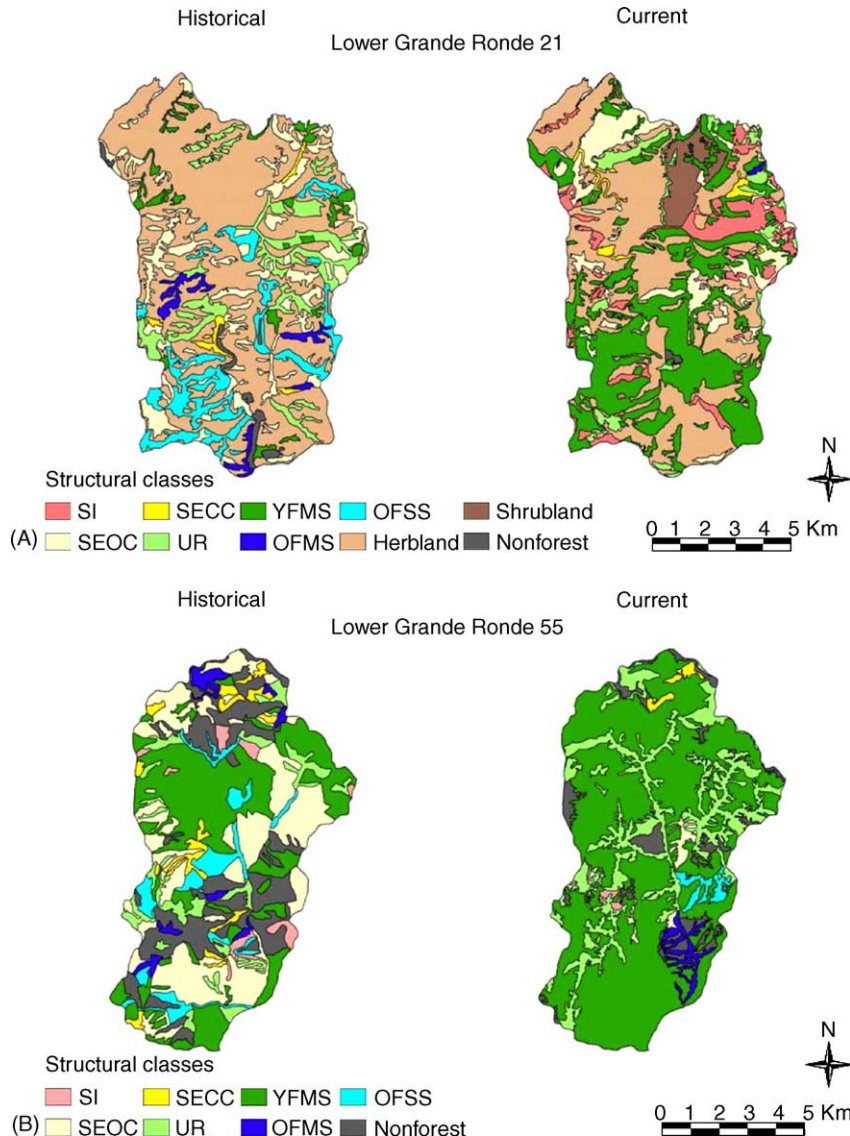 Historical Current
Lower Grande Ronde 21
N
Structural classes
SI SECC YFMS OFSS Shrubland
(A) SEOC UR OFMS Herbland Nonforest
0 1 2 3 4 5 Km
Historical Current
Lower Grande Ronde 55
N
Structural classes
SI SECC YFMS OFSS
(B) SEOC UR OFMS Nonforest
0 1 2 3 4 5 Km